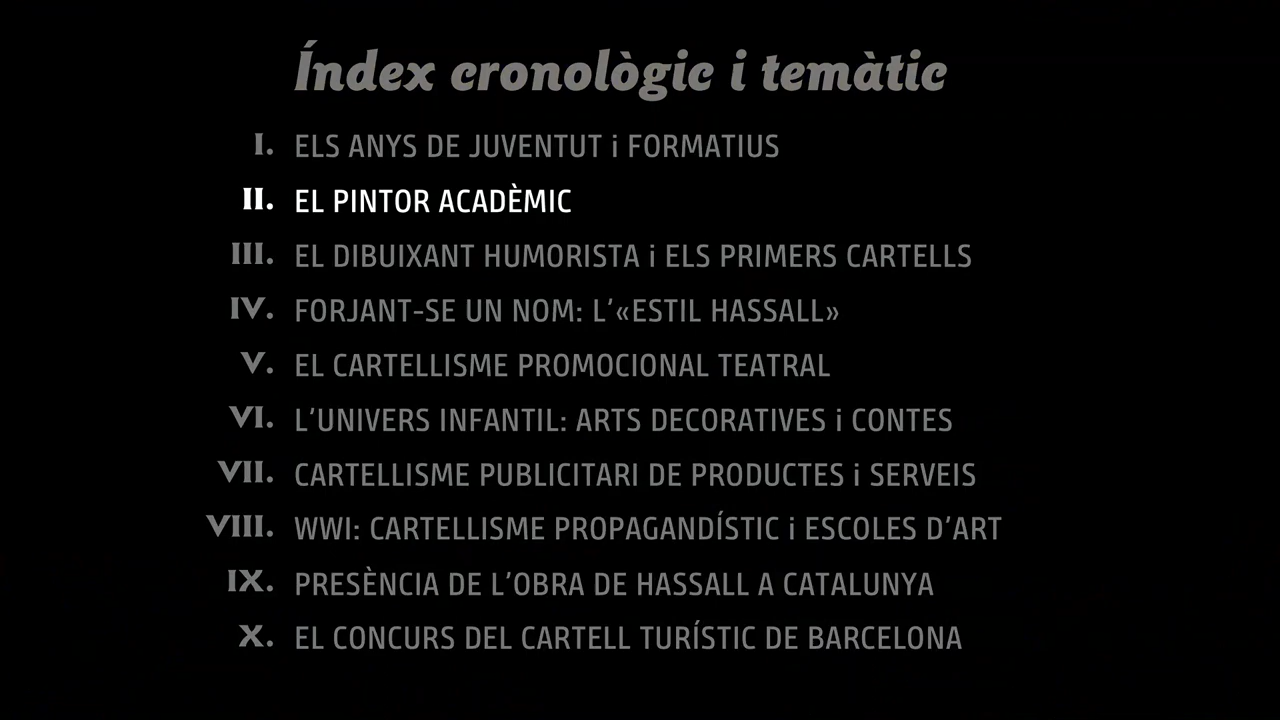 Índex cronològic i temàtic
I. ELS ANYS DE JUVENTUT i FORMATIUS
II. EL PINTOR ACADÈMIC
III. EL DIBUIXANT HUMORISTA i ELS PRIMERS CARTELLS
IV. FORJANT-SE UN NOM: L’«ESTIL HASSALL»
V. EL CARTELLISME PROMOCIONAL TEATRAL
VI. L’UNIVERS INFANTIL: ARTS DECORATIVES i CONTES
VII. CARTELLISME PUBLICITARI DE PRODUCTES i SERVEIS
VIII. WWI: CARTELLISME PROPAGANDÍSTIC i ESCOLES D’ART
IX. PRESÈNCIA DE L’OBRA DE HASSALL A CATALUNYA
X. EL CONCURS DEL CARTELL TURÍSTIC DE BARCELONA